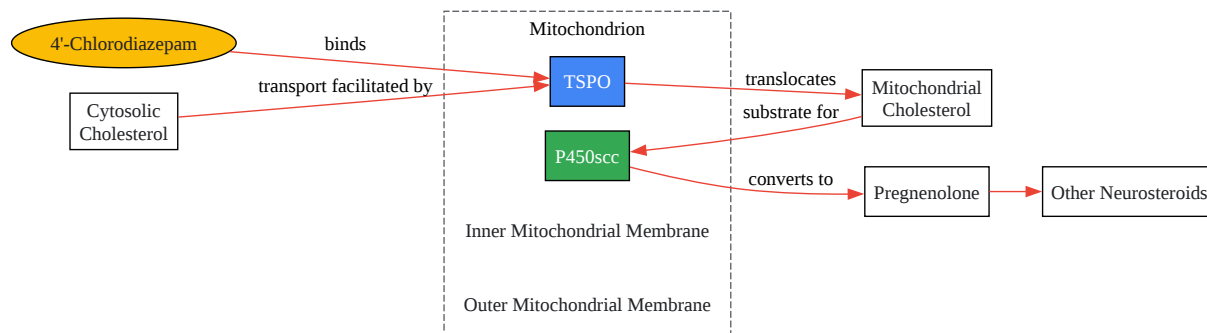 Mitochondrion
4'-Chlorodiazepam
binds
TSPO
transport facilitated by
Cytosolic
Cholesterol
translocates
Mitochondrial
Cholesterol
substrate for
P450scc
converts to
Pregnenolone
Other Neurosteroids
Inner Mitochondrial Membrane
Outer Mitochondrial Membrane